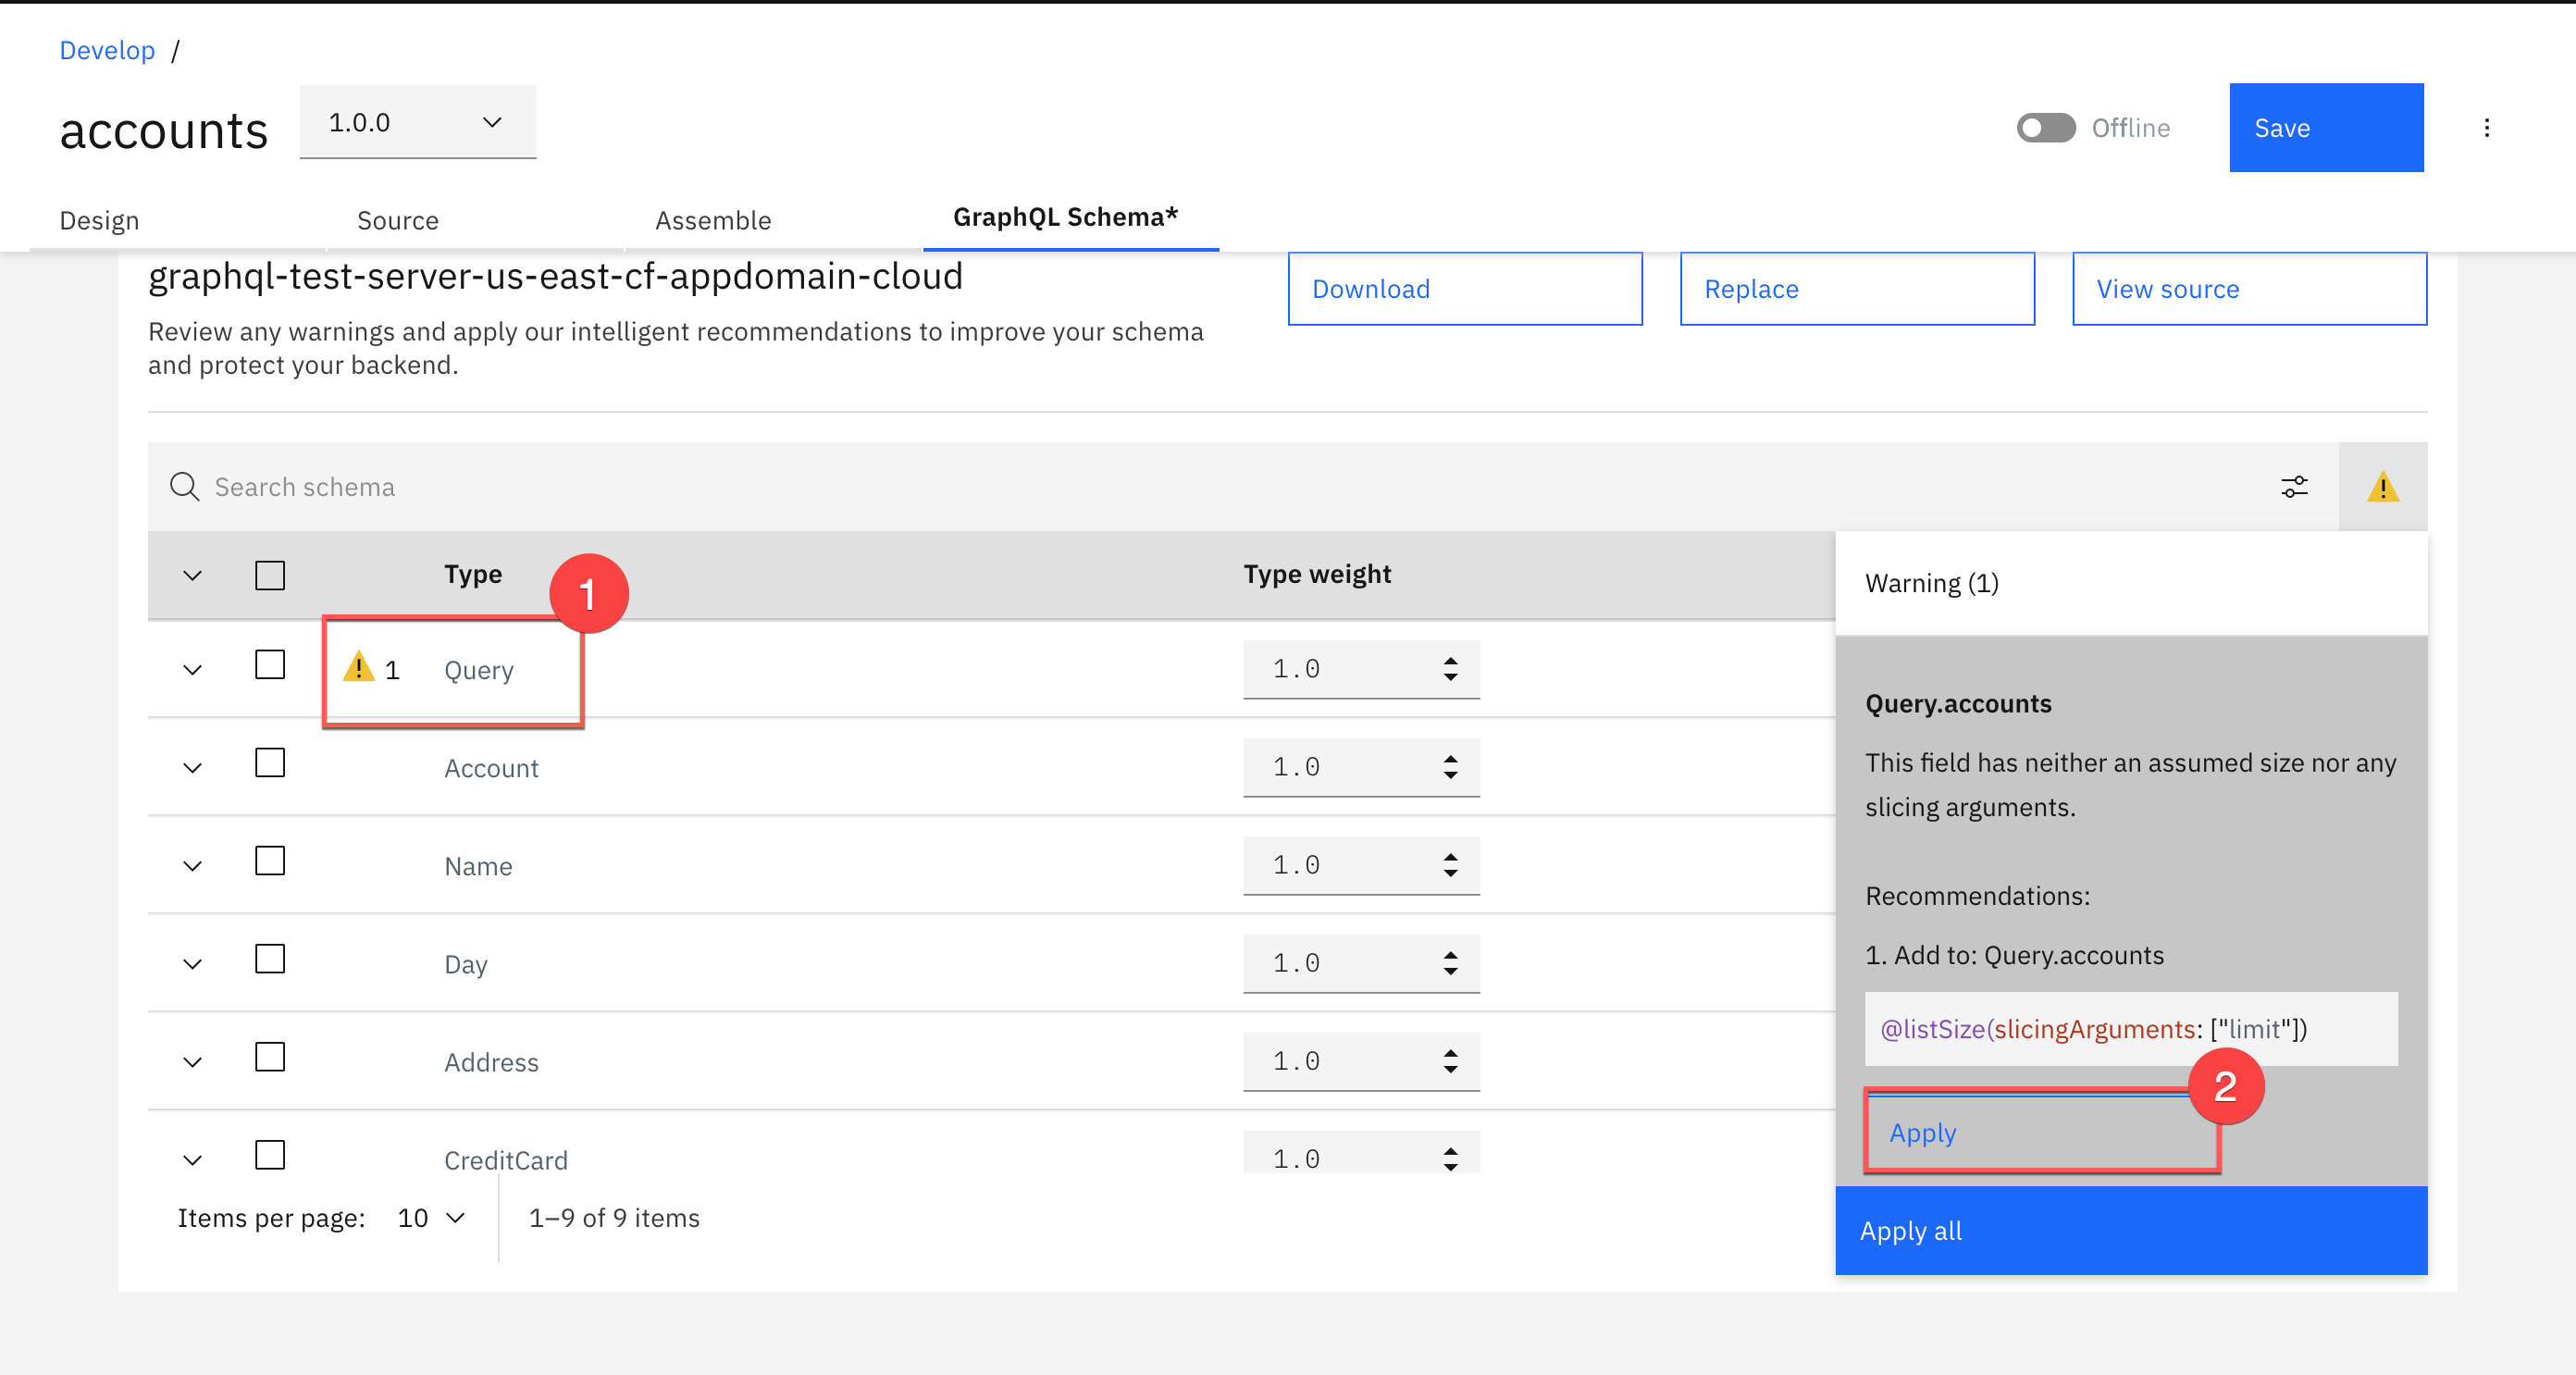 Develop /
accounts
1.0.0
Offline
Save
Design
Source
Assemble
GraphQL Schema*
graphql-test-server-us-east-cf-appdomain-cloud
Download
Replace
View source
Review any warnings and apply our intelligent recommendations to improve your schema
and protect your backend.
Search schema
Type
Type weight
1
1 Query
1.0
Account
1.0
Name
1.0
Day
1.0
Address
1.0
CreditCard
1.0
Items per page: 10
1–9 of 9 items
Warning (1)
Query.accounts
This field has neither an assumed size nor any
slicing arguments.
Recommendations:
1. Add to: Query.accounts
@listSize(slicingArguments: ["limit"])
2
Apply
Apply all